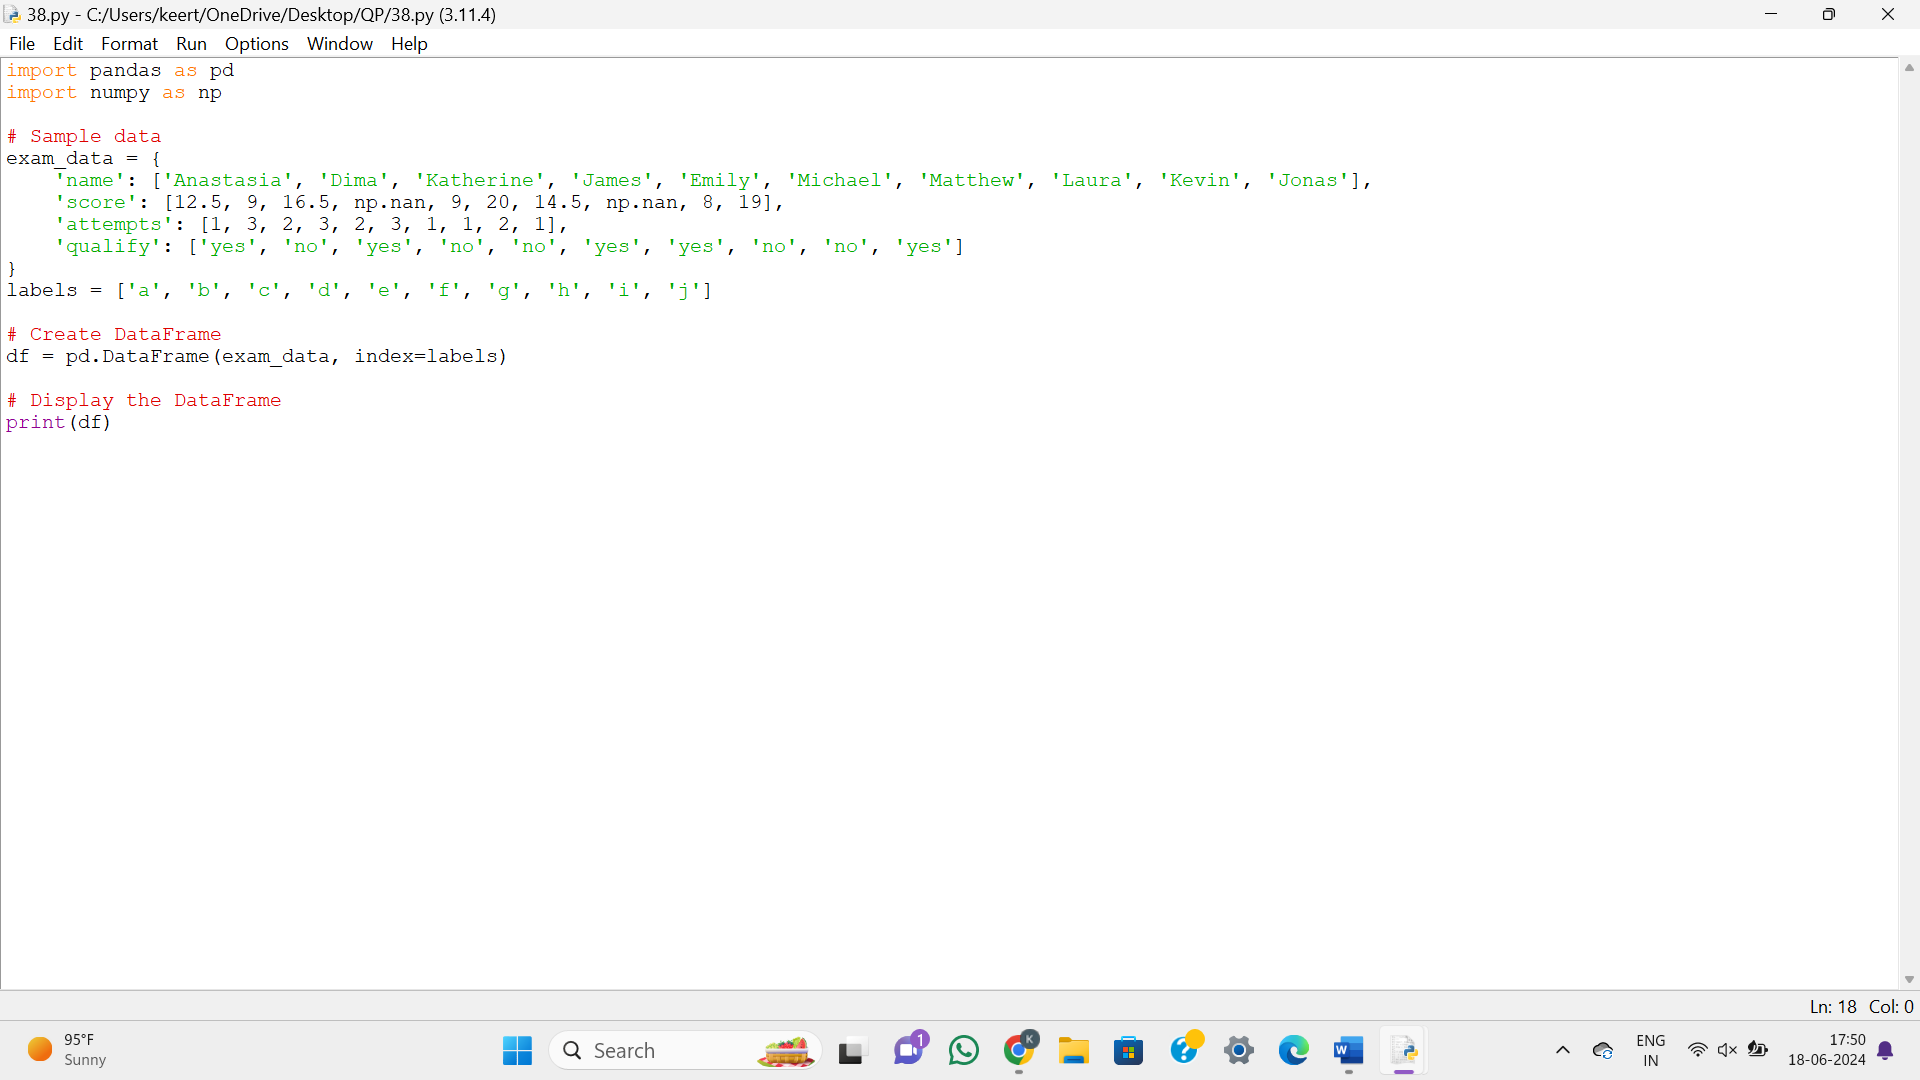 38.py - C:/Users/keert/OneDrive/Desktop/QP/38.py (3.11.4)
File Edit Format Run Options Window Help
import pandas as pd
import numpy as np
# Sample data
exam_data = {
    'name': ['Anastasia', 'Dima', 'Katherine', 'James', 'Emily', 'Michael', 'Matthew', 'Laura', 'Kevin', 'Jonas'],
    'score': [12.5, 9, 16.5, np.nan, 9, 20, 14.5, np.nan, 8, 19],
    'attempts': [1, 3, 2, 3, 2, 3, 1, 1, 2, 1],
    'qualify': ['yes', 'no', 'yes', 'no', 'no', 'yes', 'yes', 'no', 'no', 'yes']
}
labels = ['a', 'b', 'c', 'd', 'e', 'f', 'g', 'h', 'i', 'j']
# Create DataFrame
df = pd.DataFrame(exam_data, index=labels)
# Display the DataFrame
print(df)
Ln: 18 Col: 0
95°F
Sunny
Search
1
K
W
ENG
IN
17:50
18-06-2024